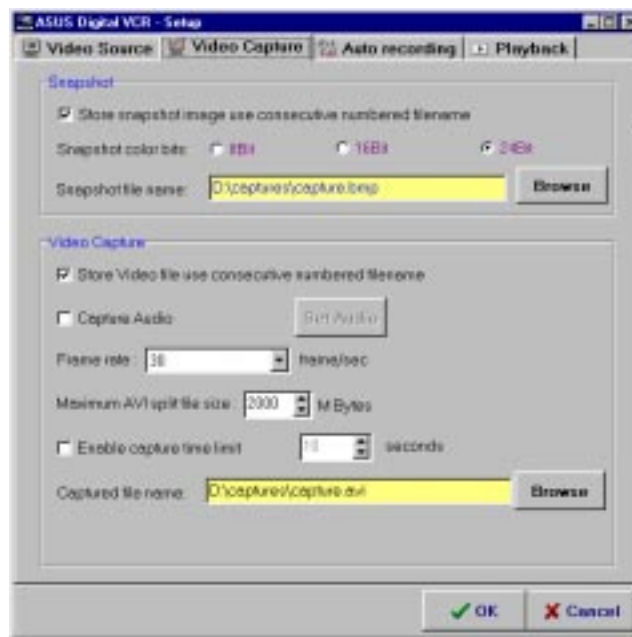 ASUS Digital VCR - Setup
Video Source Video Capture Auto recording Playback
Snapshot
Store snapshot image use consecutive numbered filename
Snapshot color bits: 8Bit 16Bit 24Bit
Snapshot file name: D:\captures\capture.bmp Browse
Video Capture
Store Video file use consecutive numbered filename
Capture Audio Set Audio
Frame rate : 30 frame/sec
Maximum AVI split file size : 2000 M Bytes
Enable capture time limit 10 seconds
Captured file name: D:\captures\capture.avi Browse
OK Cancel